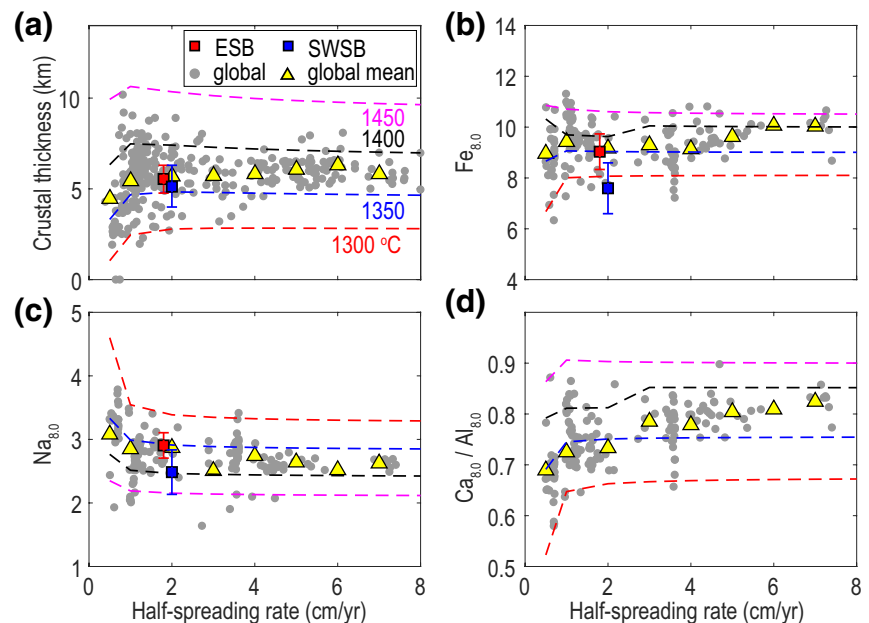 (a)
(b)
ESB
SWSB
global
global mean
1450
1400
1350
1300 °C
Crustal thickness (km)
10
5
0
Fe8.0
14
12
10
8
6
4
(c)
(d)
Na8.0
5
4
3
2
1
0 2 4 6 8
Half-spreading rate (cm/yr)
Ca8.0 / Al8.0
0.9
0.8
0.7
0.6
0.5
0 2 4 6 8
Half-spreading rate (cm/yr)